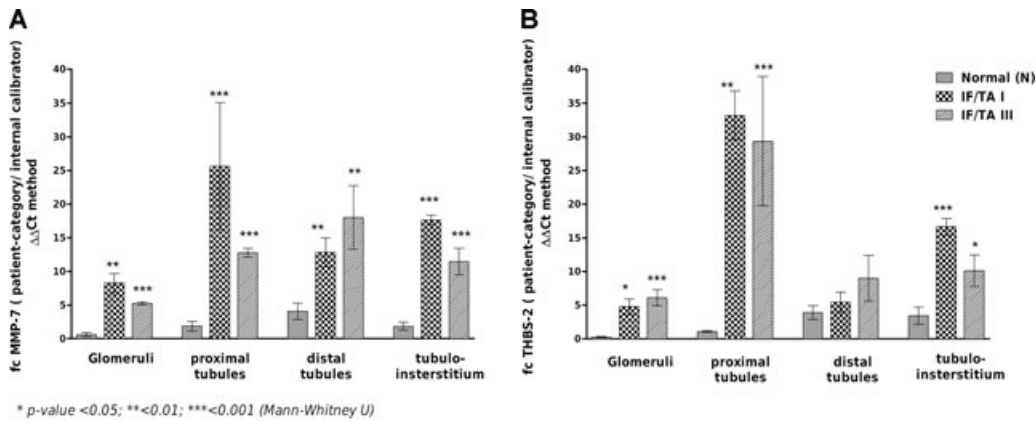 A
fc MMP-7 ( patient-category/ internal calibrator)
ΔΔCt method
40
35
30
25
20
15
10
5
0
**
***
***
***
**
**
***
***
Glomeruli
proximal
tubules
distal
tubules
tubulo-
insterstitium
* p-value <0.05; **<0.01; ***<0.001 (Mann-Whitney U)
B
fc THBS-2 ( patient-category/ internal calibrator)
ΔΔCt method
40
35
30
25
20
15
10
5
0
*
***
**
***
***
*
Glomeruli
proximal
tubules
distal
tubules
tubulo-
insterstitium
Normal (N)
IF/TA I
IF/TA III